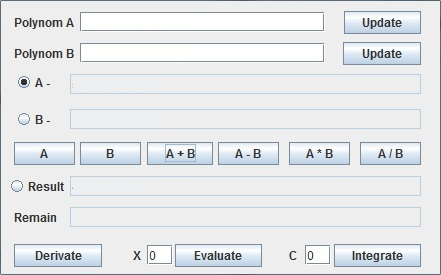 Polynom A Update
Polynom B Update
A -
B -
A B A + B A - B A * B A / B
Result
Remain
Derivate X 0 Evaluate C 0 Integrate